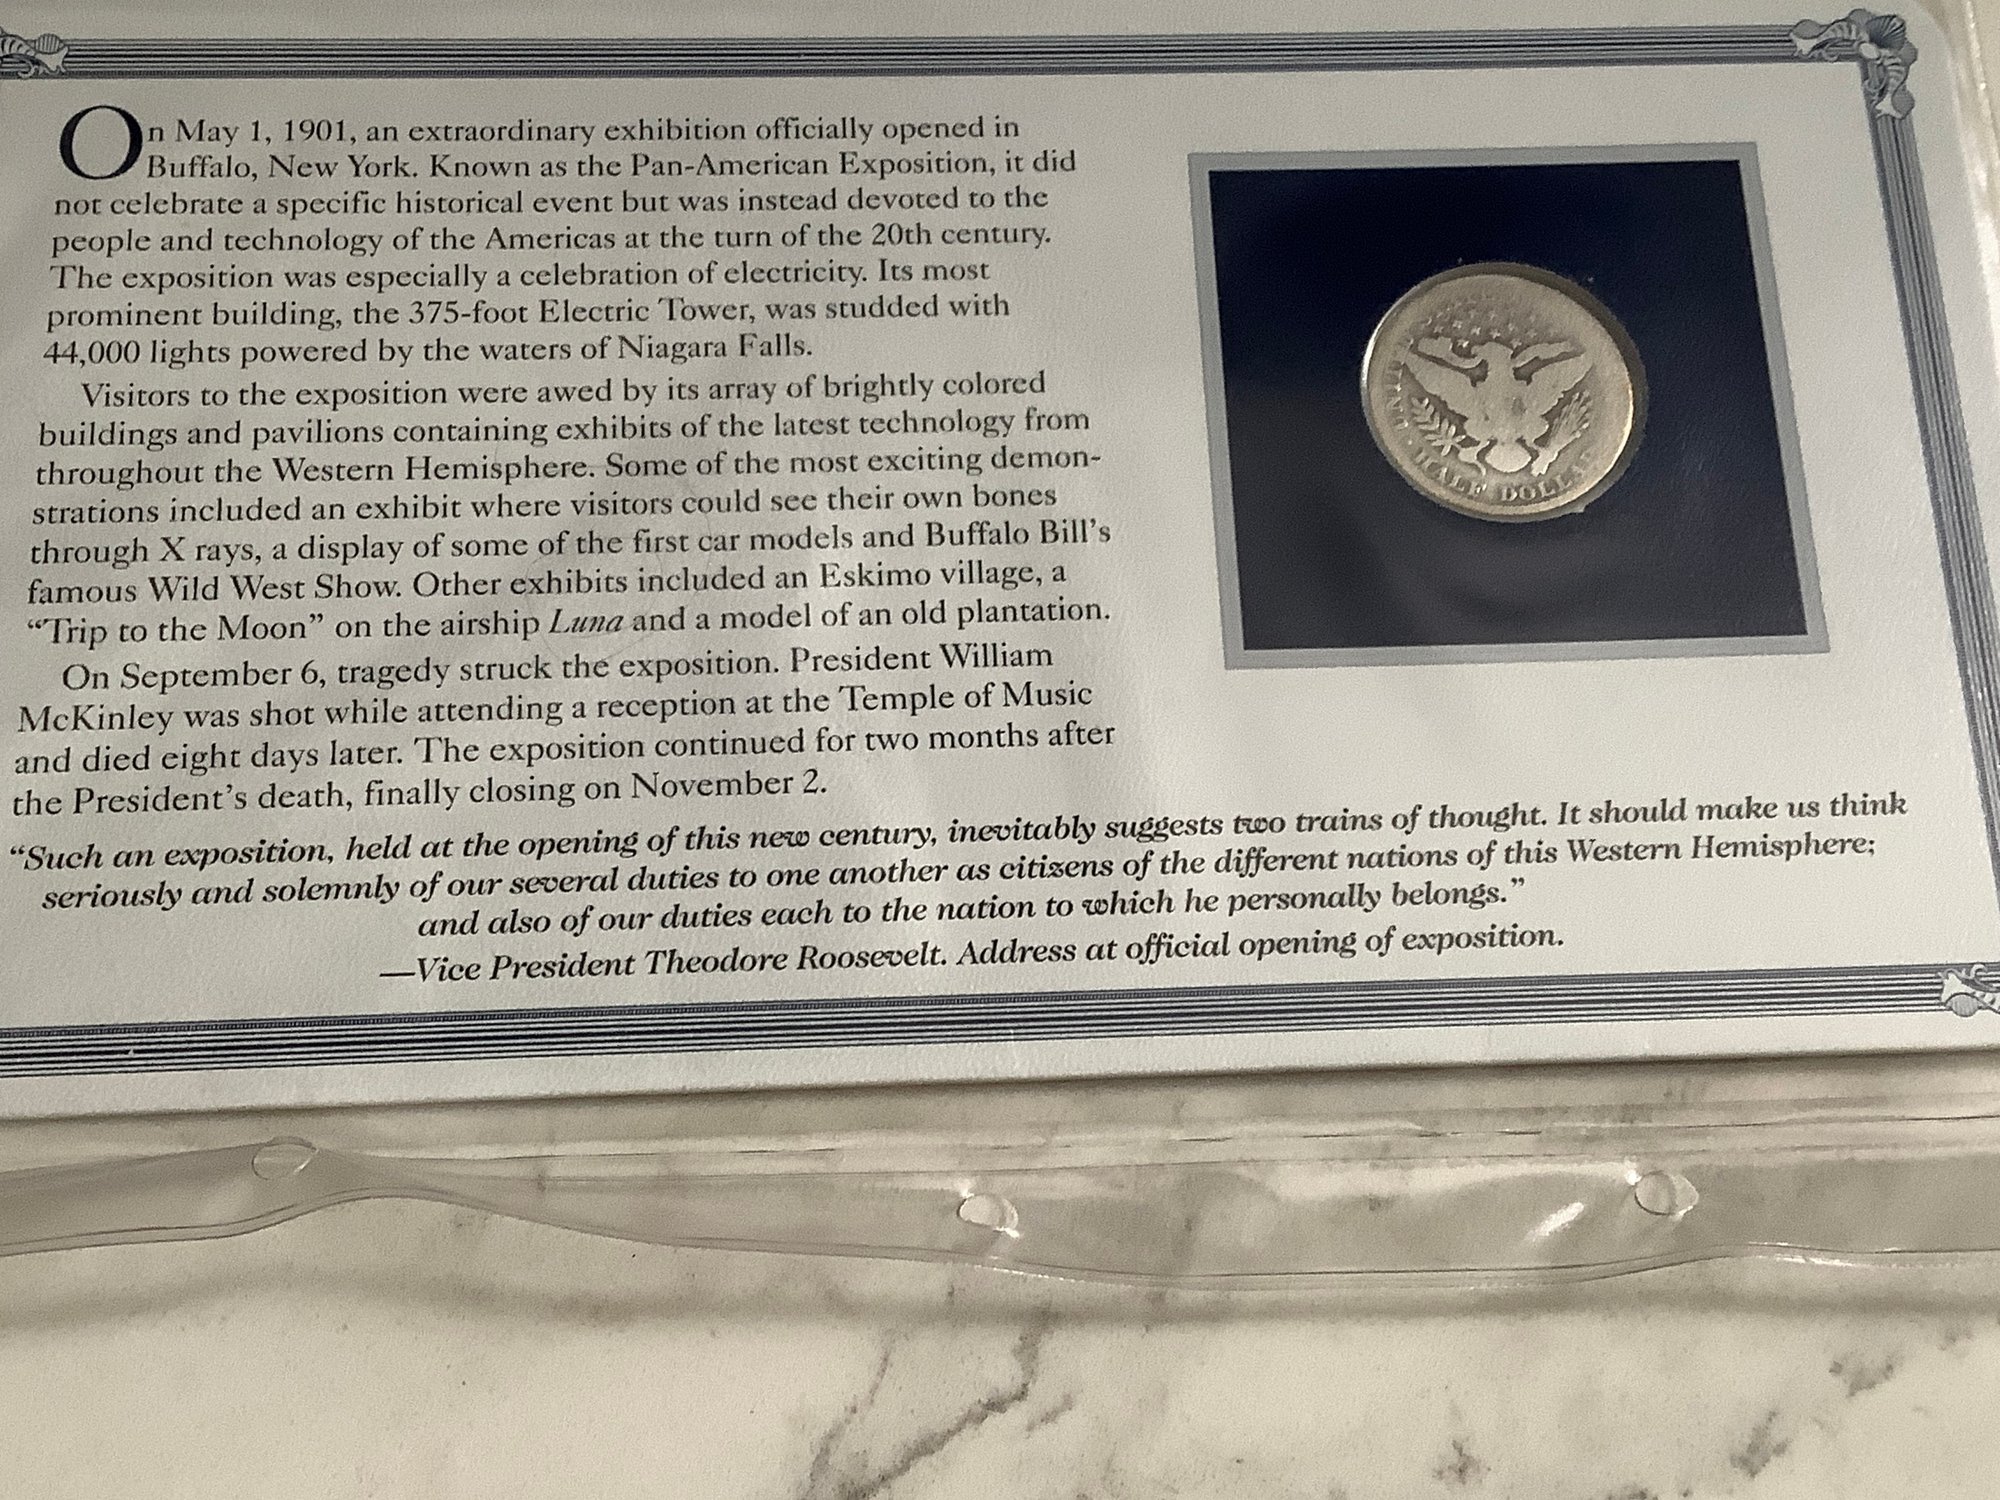 On May 1, 1901, an extraordinary exhibition officially opened in
Buffalo, New York. Known as the Pan-American Exposition, it did
not celebrate a specific historical event but was instead devoted to the
people and technology of the Americas at the turn of the 20th century.
The exposition was especially a celebration of electricity. Its most
prominent building, the 375-foot Electric Tower, was studded with
44,000 lights powered by the waters of Niagara Falls.
Visitors to the exposition were awed by its array of brightly colored
buildings and pavilions containing exhibits of the latest technology from
throughout the Western Hemisphere. Some of the most exciting demon-
strations included an exhibit where visitors could see their own bones
through X rays, a display of some of the first car models and Buffalo Bill's
famous Wild West Show. Other exhibits included an Eskimo village, a
“Trip to the Moon” on the airship Luna and a model of an old plantation.
On September 6, tragedy struck the exposition. President William
McKinley was shot while attending a reception at the Temple of Music
and died eight days later. The exposition continued for two months after
the President's death, finally closing on November 2.
“Such an exposition, held at the opening of this new century, inevitably suggests two trains of thought. It should make us think
seriously and solemnly of our several duties to one another as citizens of the different nations of this Western Hemisphere;
and also of our duties each to the nation to which he personally belongs.”
—Vice President Theodore Roosevelt. Address at official opening of exposition.
HALF DOLLAR